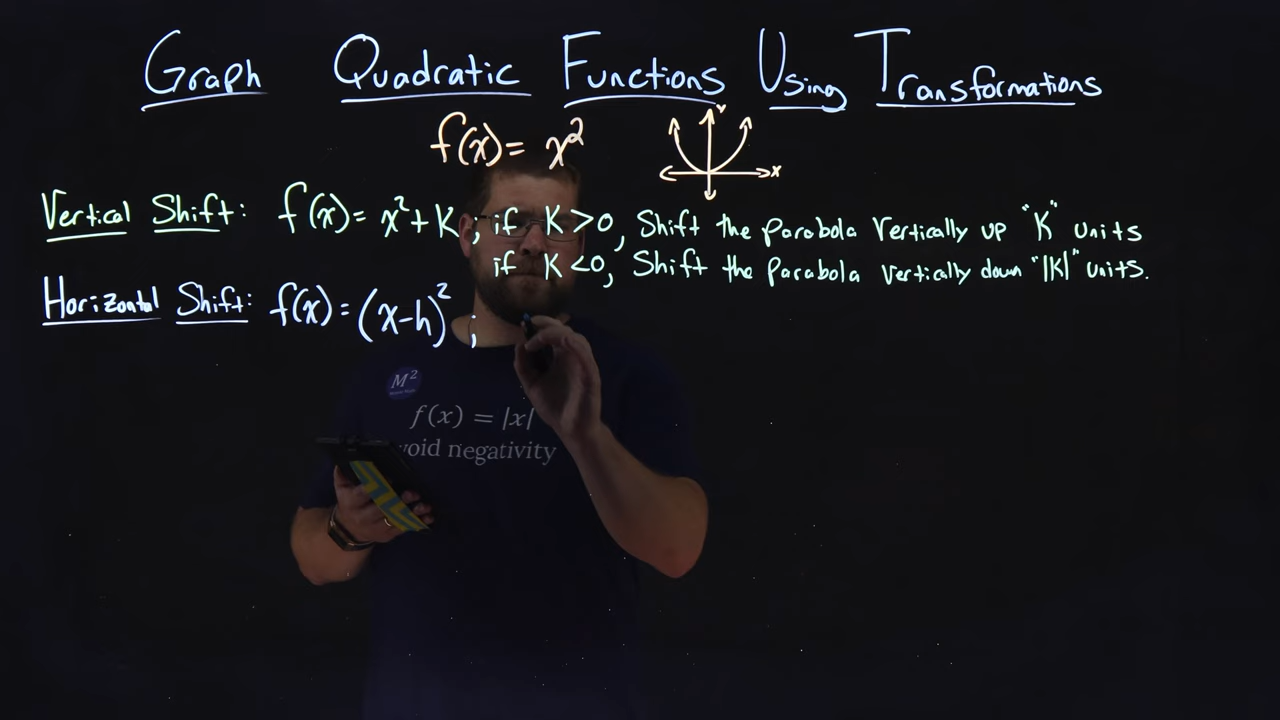 Graph Quadratic Functions Using Transformations
f(x)= x²
Y
x
Vertical Shift: f(x)= x²+K ; if K>0, Shift the parabola Vertically up "K" units
if K<0, Shift the Parabola vertically down "|K|" units.
Horizontal Shift: f(x)=(x-h)² ;
M²
f(x) = |x|
void negativity